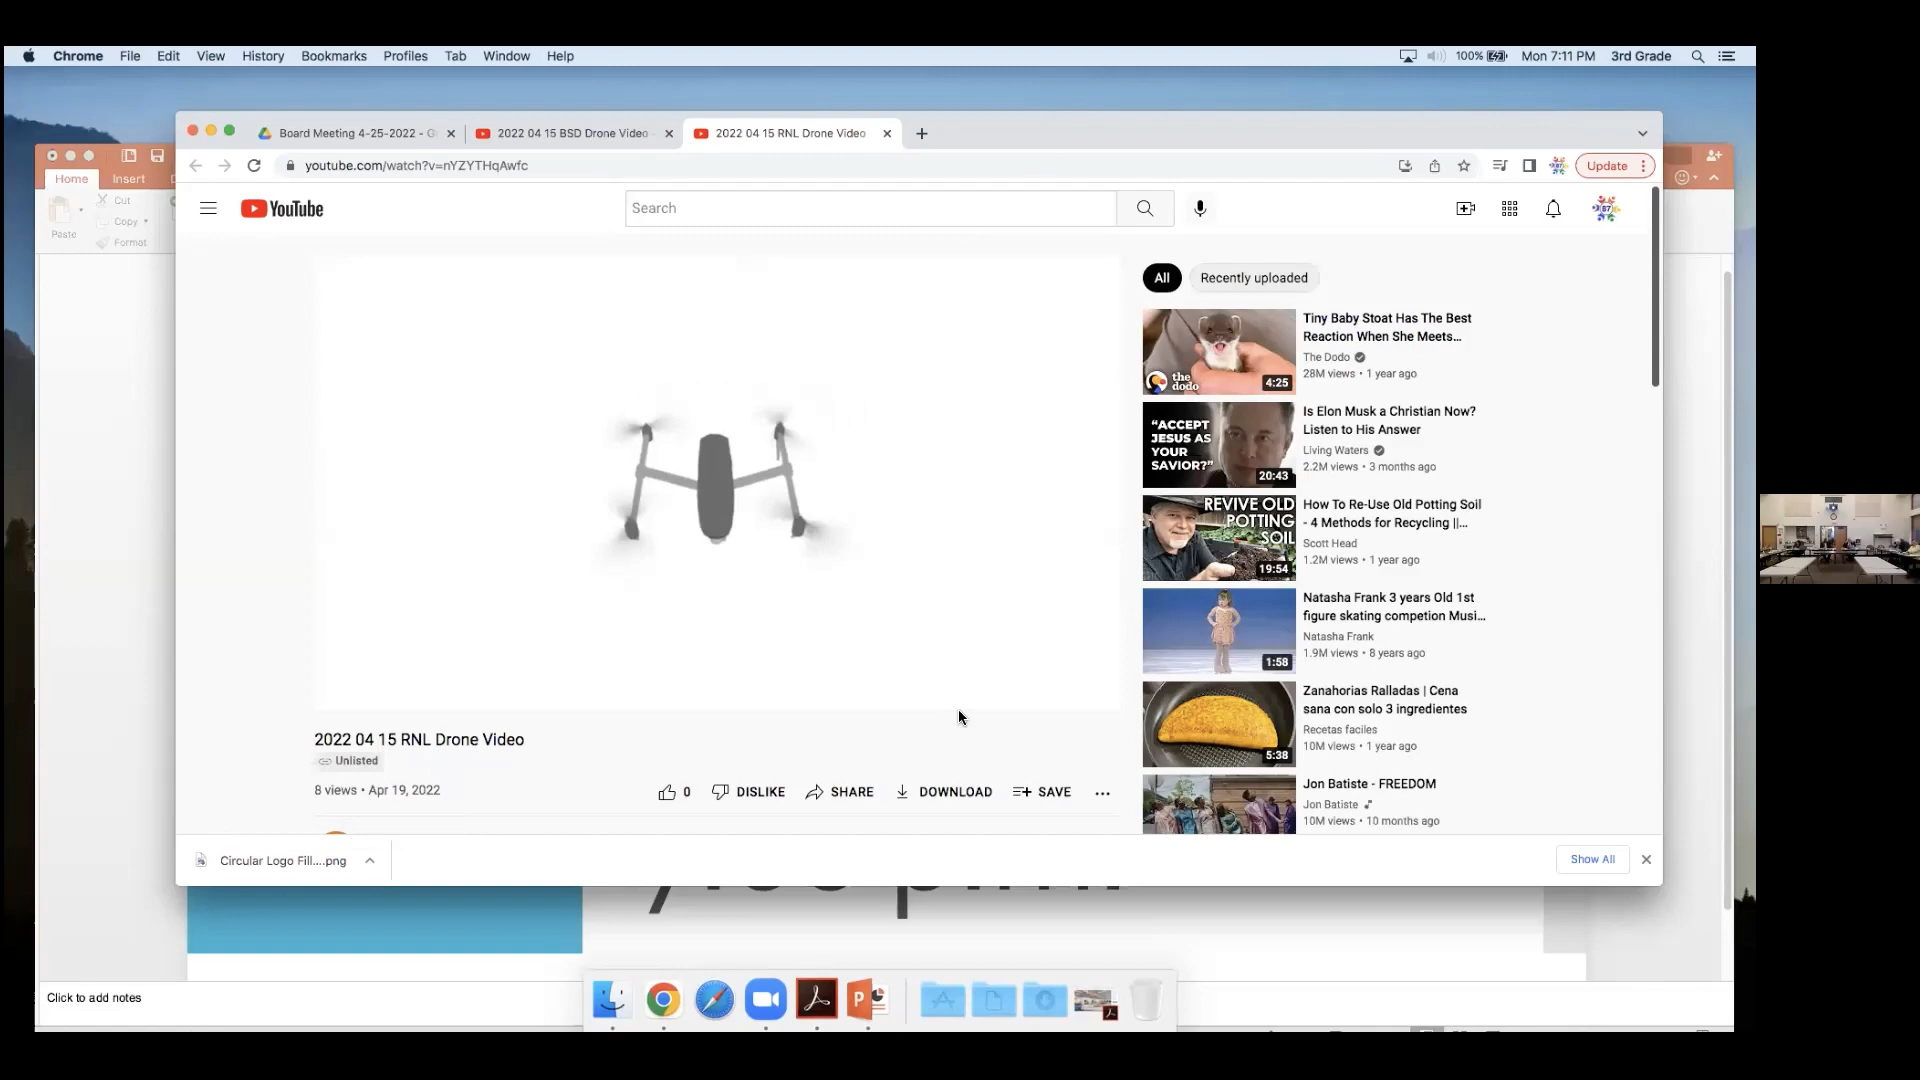 Chrome File Edit View History Bookmarks Profiles Tab Window Help
100% Mon 7:11 PM 3rd Grade
Board Meeting 4-25-2022 - G
2022 04 15 BSD Drone Video -
2022 04 15 RNL Drone Video
youtube.com/watch?v=nYZYTHqAwfc
Update
Home Insert
Cut
Copy
Paste
Format
YouTube
Search
All
Recently uploaded
Tiny Baby Stoat Has The Best
Reaction When She Meets...
The Dodo
28M views • 1 year ago
the
dodo
4:25
Is Elon Musk a Christian Now?
Listen to His Answer
Living Waters
2.2M views • 3 months ago
"ACCEPT
JESUS AS
YOUR
SAVIOR?"
20:43
How To Re-Use Old Potting Soil
- 4 Methods for Recycling ||...
Scott Head
1.2M views • 1 year ago
REVIVE OLD
POTTING
SOIL
19:54
Natasha Frank 3 years Old 1st
figure skating competion Musi...
Natasha Frank
1.9M views • 8 years ago
1:58
Zanahorias Ralladas | Cena
sana con solo 3 ingredientes
Recetas faciles
10M views • 1 year ago
5:38
Jon Batiste - FREEDOM
Jon Batiste
10M views • 10 months ago
2022 04 15 RNL Drone Video
Unlisted
8 views • Apr 19, 2022
0 DISLIKE SHARE DOWNLOAD SAVE
Circular Logo Fill....png
Show All
Click to add notes